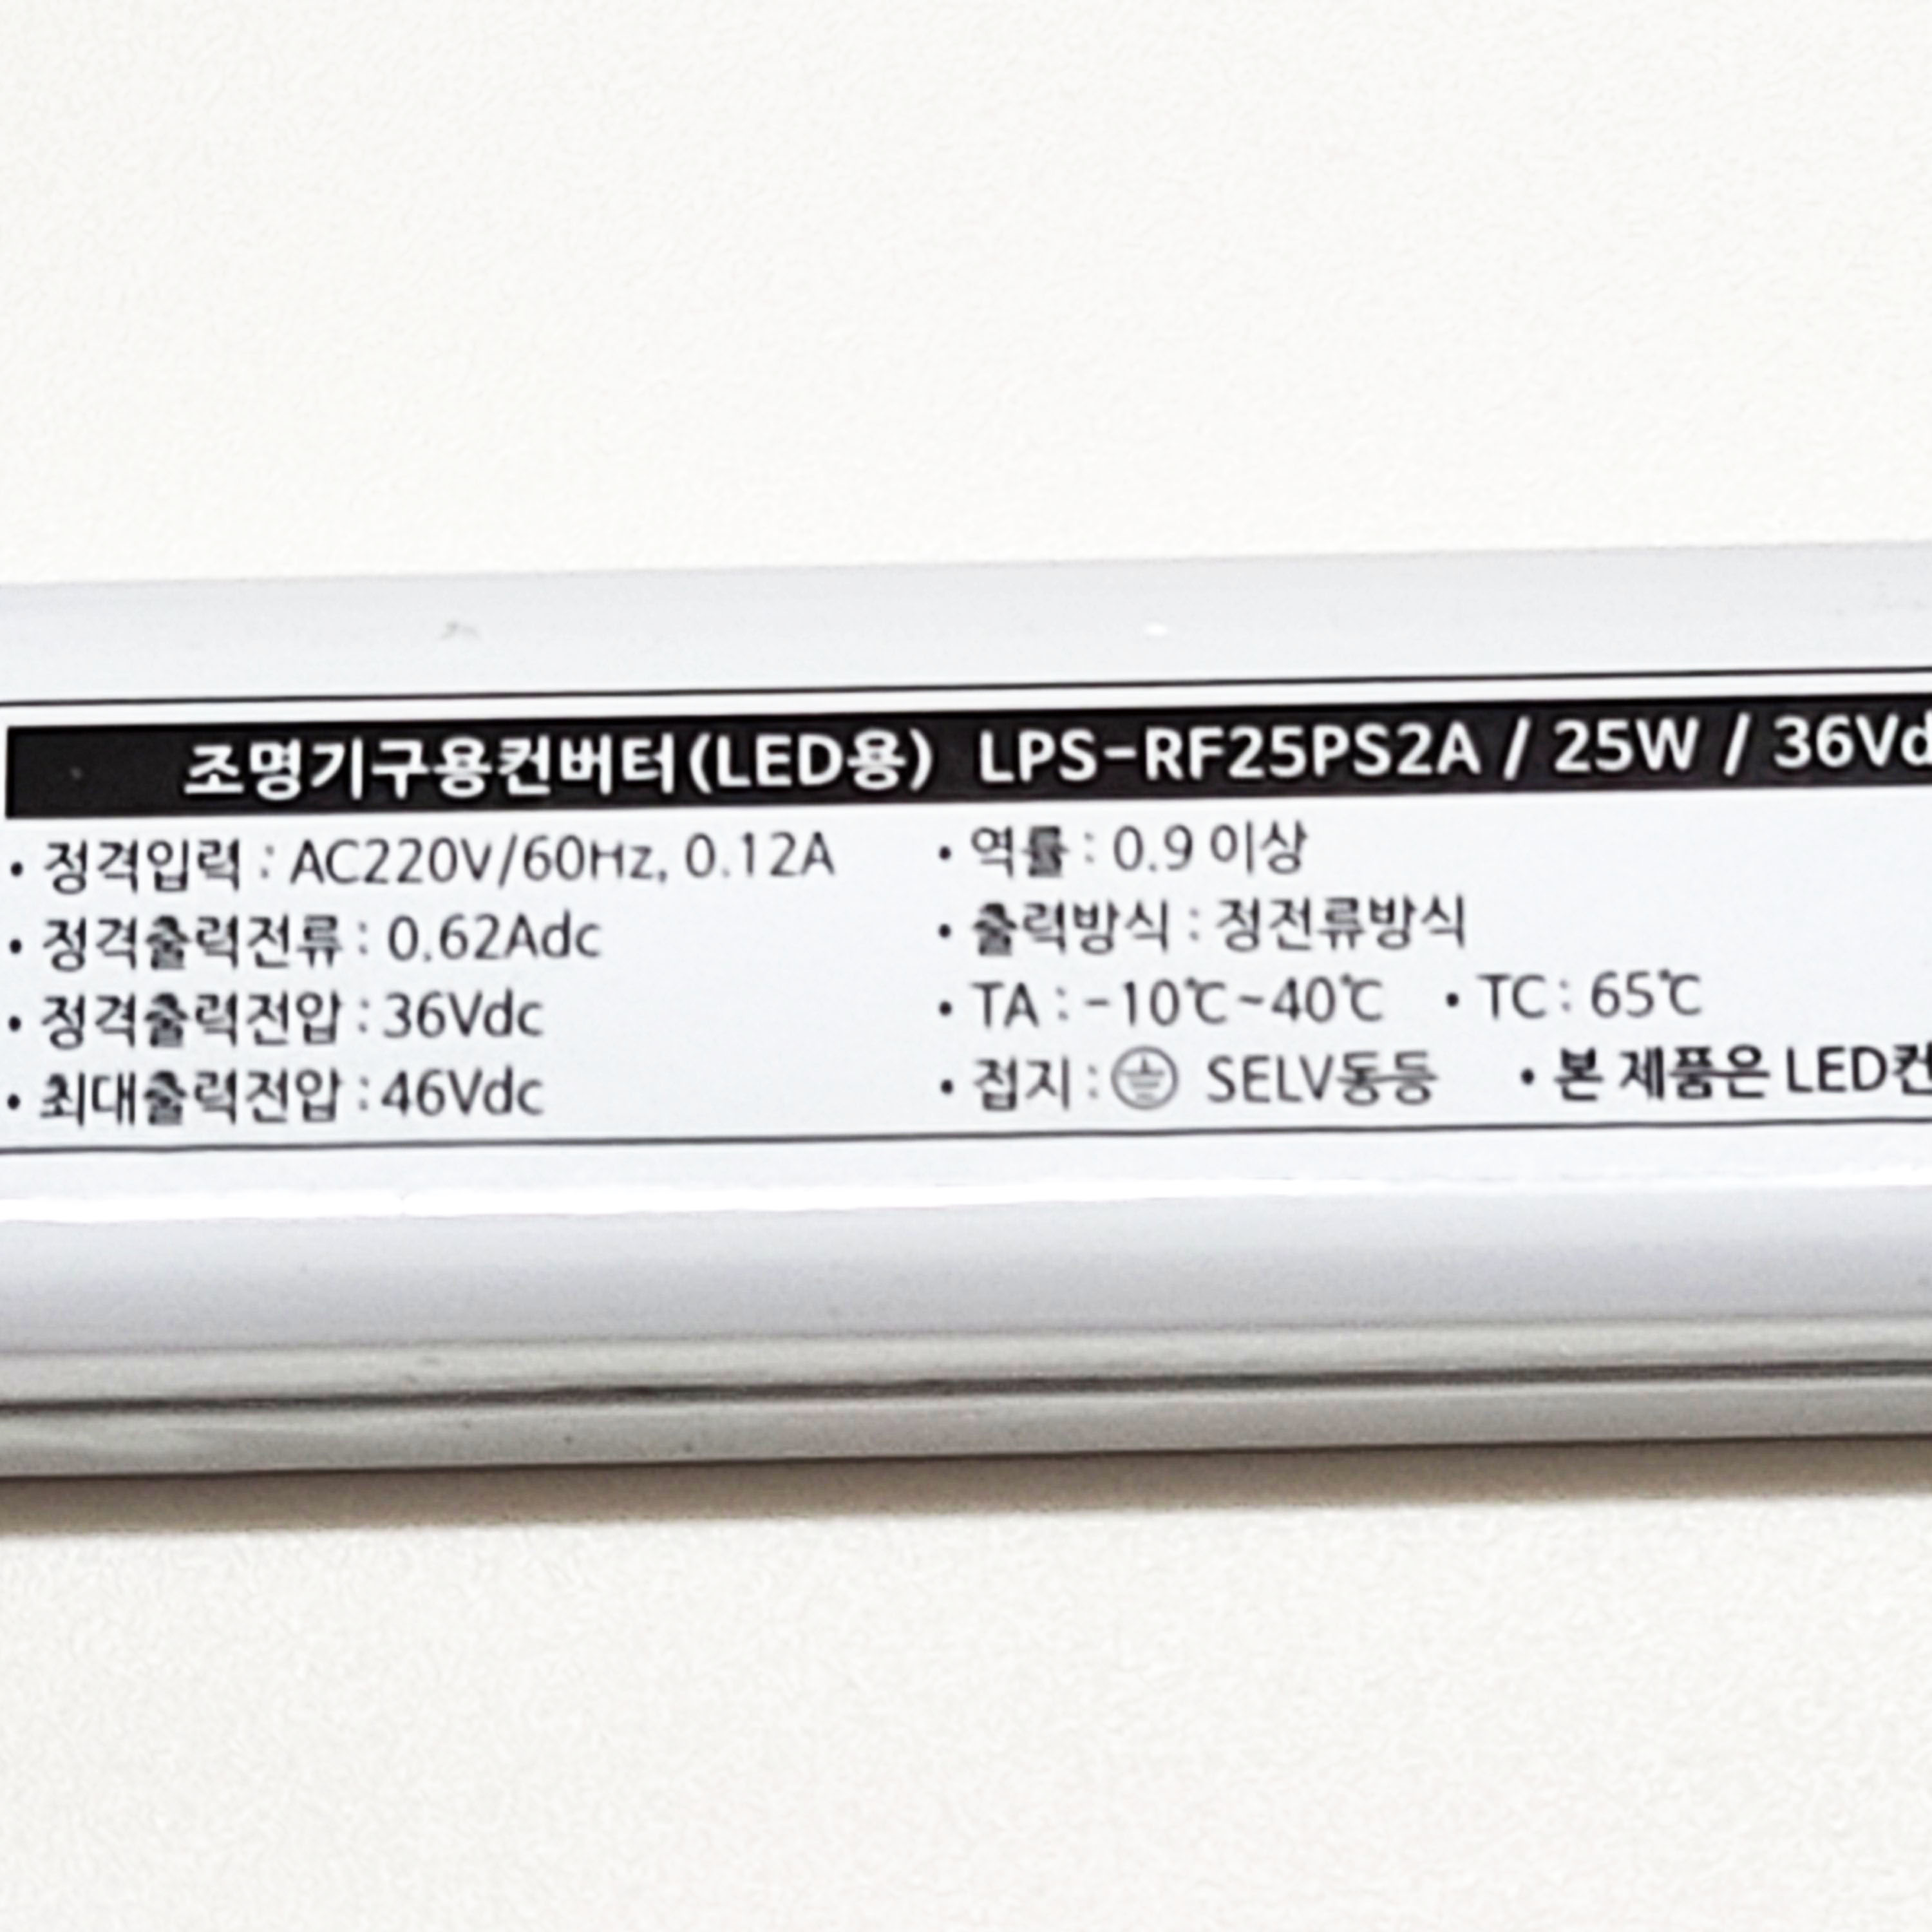 조명기구용컨버터(LED용) LPS-RF25PS2A / 25W / 36Vd
• 정격입력 : AC220V/60Hz, 0.12A
• 정격출력전류 : 0.62Adc
• 정격출력전압 : 36Vdc
• 최대출력전압 : 46Vdc
• 역률 : 0.9 이상
• 출력방식 : 정전류방식
• TA : -10℃~40℃ • TC : 65℃
• 접지 : SELV동등 • 본 제품은 LED컨